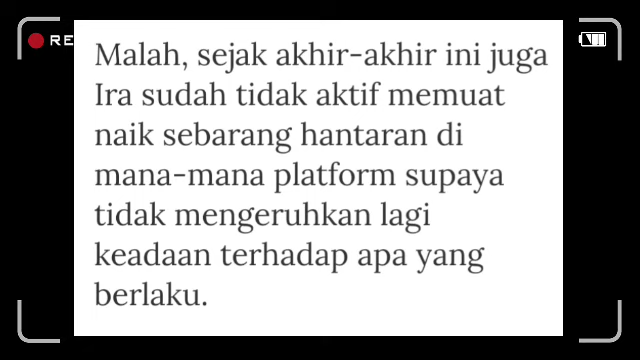 RE
Malah, sejak akhir-akhir ini juga
Ira sudah tidak aktif memuat
naik sebarang hantaran di
mana-mana platform supaya
tidak mengeruhkan lagi
keadaan terhadap apa yang
berlaku.